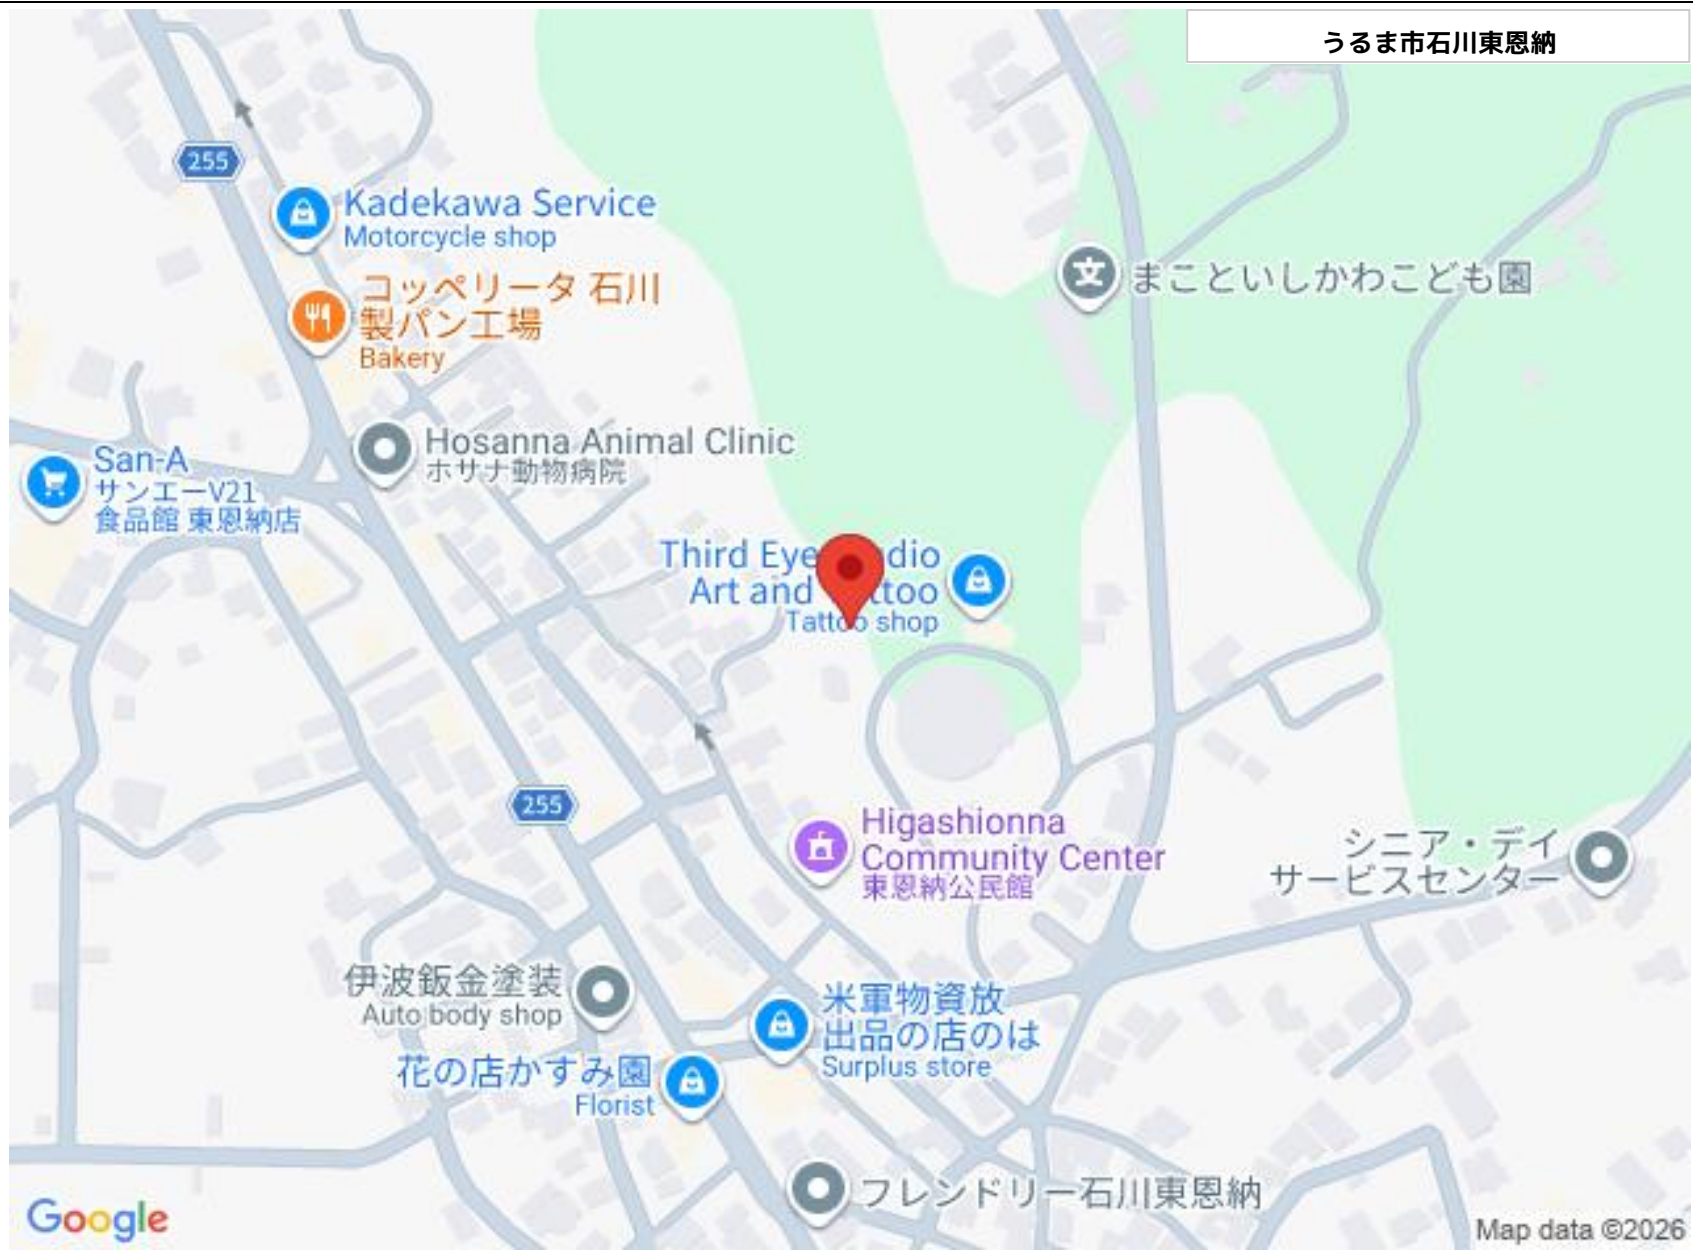 うるま市石川東恩納
255
Kadekawa Service
Motorcycle shop
コッペリータ 石川
製パン工場
Bakery
まこといしかわこども園
Hosanna Animal Clinic
ホサナ動物病院
San-A
サンエーV21
食品館 東恩納店
Third Eye
dio
Art and
ttoo
Tattoo shop
255
Higashionna
Community Center
東恩納公民館
シニア・デイ
サービスセンター
伊波鈑金塗装
Auto body shop
米軍物資放
出品の店のは
Surplus store
花の店かすみ園
Florist
フレンドリー石川東恩納
Google
Map data ©2026